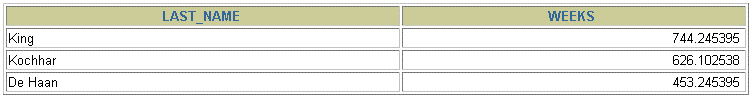 LAST_NAME WEEKS
King 744.245395
Kochhar 626.102538
De Haan 453.245395